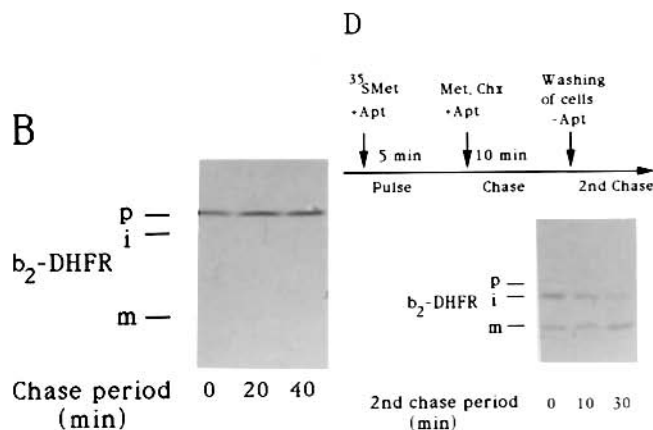 B
p
i
b2-DHFR
m
Chase period 0 20 40
(min)
D
35SMet Met, Chx Washing
+Apt +Apt of cells
-Apt
5 min 10 min
Pulse Chase 2nd Chase
p
b2-DHFR i
m
2nd chase period 0 10 30
(min)